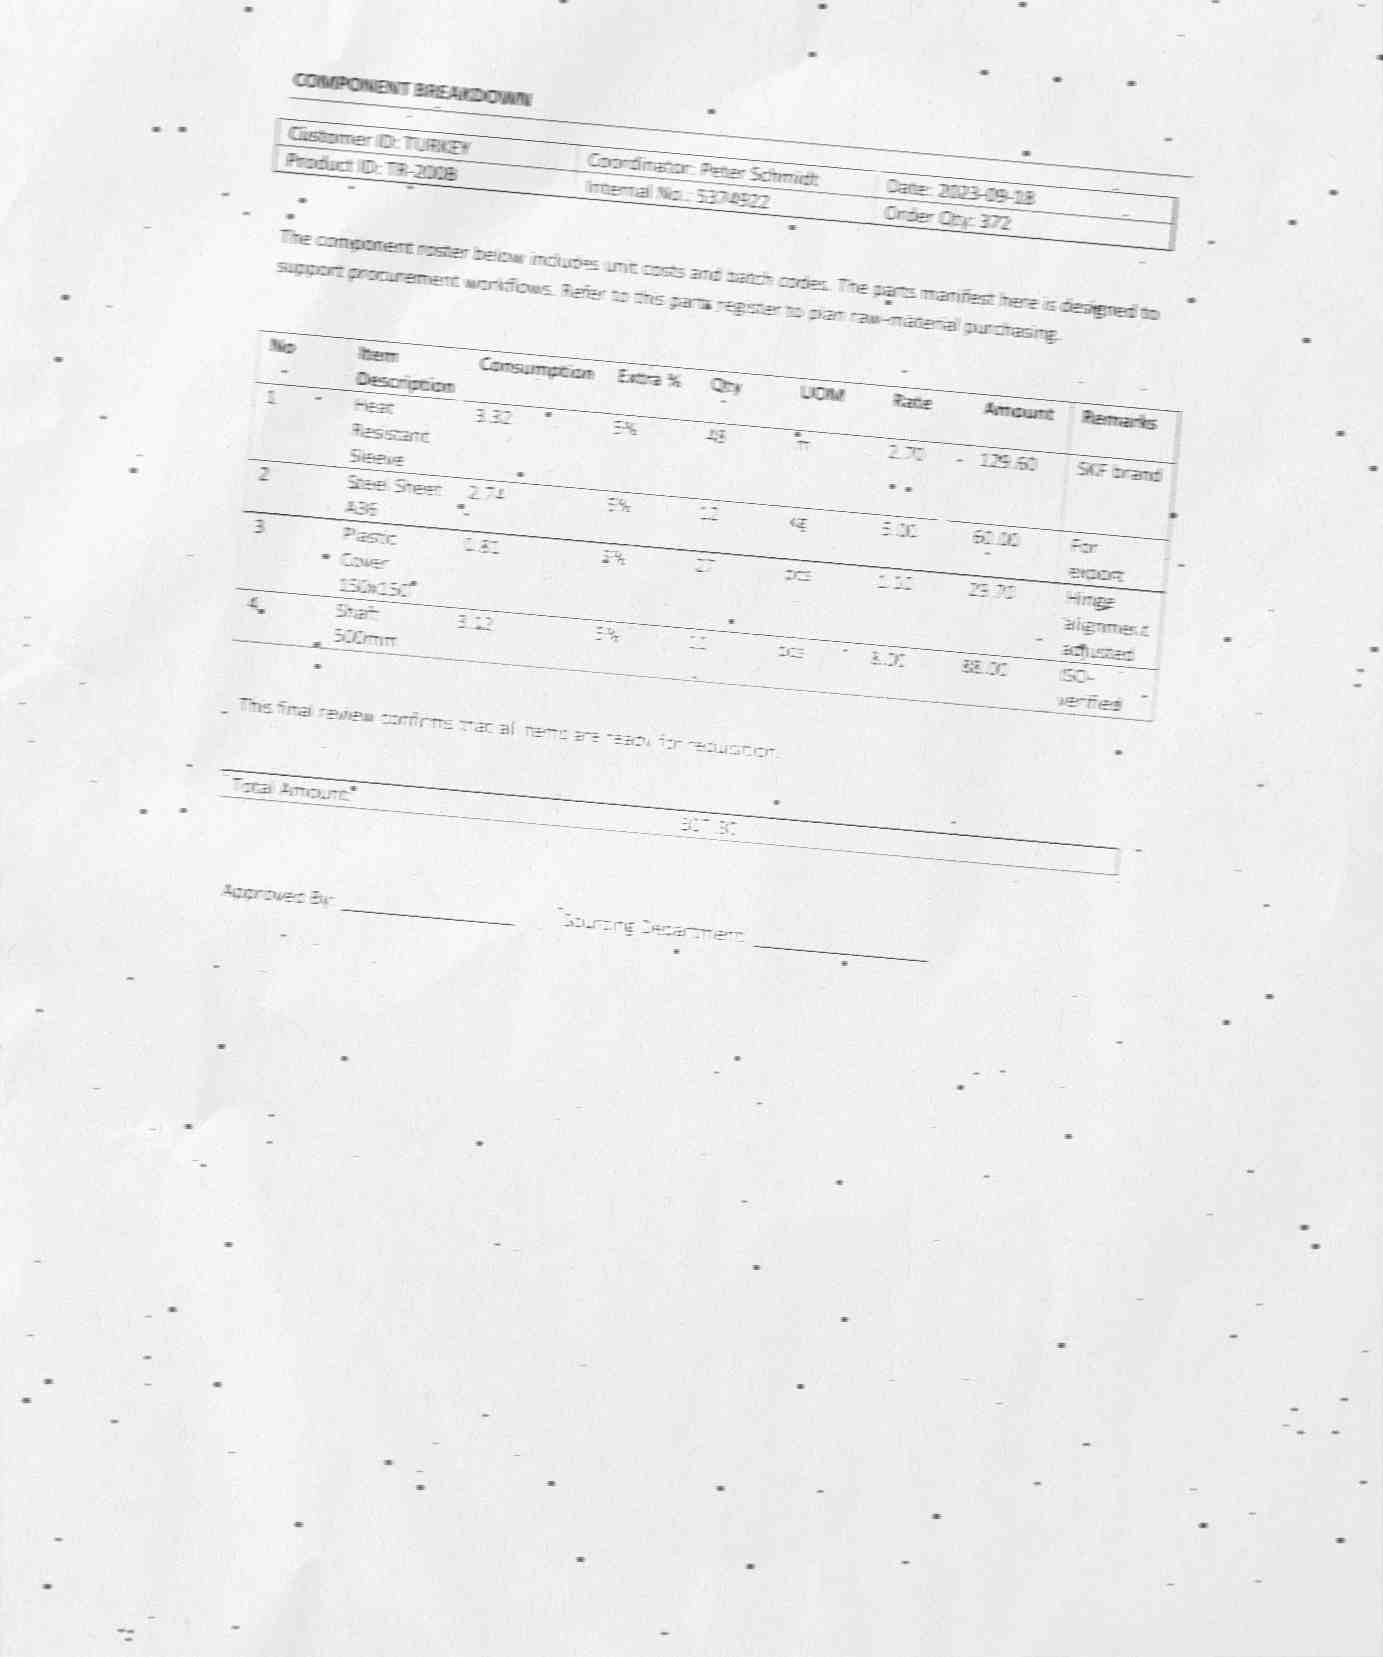 COMPONENT BREAKDOWN
Customer ID: TURKEY Coordinator: Peter Schmidt Date: 2023-09-18
Product ID: TR-200B Internal No.: 5374922 Order Qty: 372
The component roster below includes unit costs and batch codes. The parts manifest here is designed to
support procurement workflows. Refer to this parts register to plan raw-material purchasing.
No Item Description Consumption Extra % Qty UOM Rate Amount Remarks
1 Heat Resistant Sleeve 3.32 5% 48 m 2.70 129.60 SKF brand
2 Steel Sheet A36 2.74 5% 12 kg 5.00 60.00 For export
3 Plastic Cover 150x150 27 pcs 1.10 29.70 Hinge alignment adjusted
4 Shaft 500mm 3.12 5% 11 pcs 8.00 88.00 ISO-verified
This final review confirms that all items are ready for requisition.
Total Amount: 307.30
Approved By: Sourcing Department: